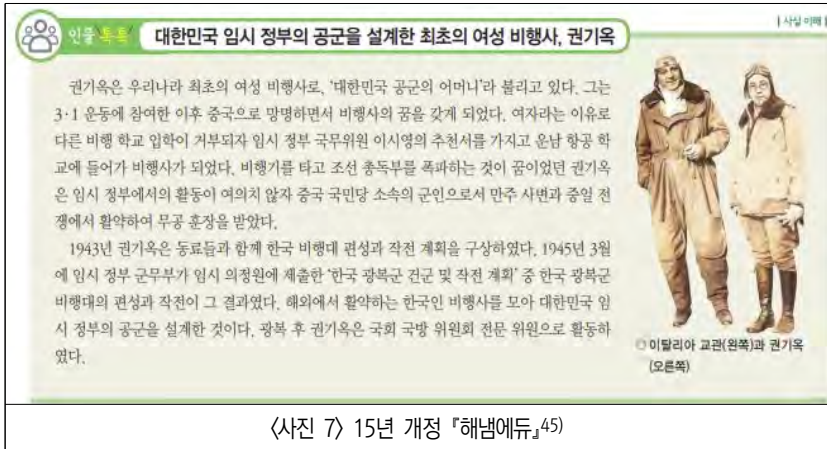 | 사실 이해 |
인물 톡톡 대한민국 임시 정부의 공군을 설계한 최초의 여성 비행사, 권기옥
권기옥은 우리나라 최초의 여성 비행사로, '대한민국 공군의 어머니'라 불리고 있다. 그는
3·1 운동에 참여한 이후 중국으로 망명하면서 비행사의 꿈을 갖게 되었다. 여자라는 이유로
다른 비행 학교 입학이 거부되자 임시 정부 국무위원 이시영의 추천서를 가지고 운남 항공 학
교에 들어가 비행사가 되었다. 비행기를 타고 조선 총독부를 폭파하는 것이 꿈이었던 권기옥
은 임시 정부에서의 활동이 여의치 않자 중국 국민당 소속의 군인으로서 만주 사변과 중일 전
쟁에서 활약하여 무공 훈장을 받았다.
1943년 권기옥은 동료들과 함께 한국 비행대 편성과 작전 계획을 구상하였다. 1945년 3월
에 임시 정부 군무부가 임시 의정원에 제출한 '한국 광복군 건군 및 작전 계획' 중 한국 광복군
비행대의 편성과 작전이 그 결과였다. 해외에서 활약하는 한국인 비행사를 모아 대한민국 임
시 정부의 공군을 설계한 것이다. 광복 후 권기옥은 국회 국방 위원회 전문 위원으로 활동하
였다.
이탈리아 교관(왼쪽)과 권기옥
(오른쪽)
〈사진 7〉 15년 개정 『해냄에듀』45)